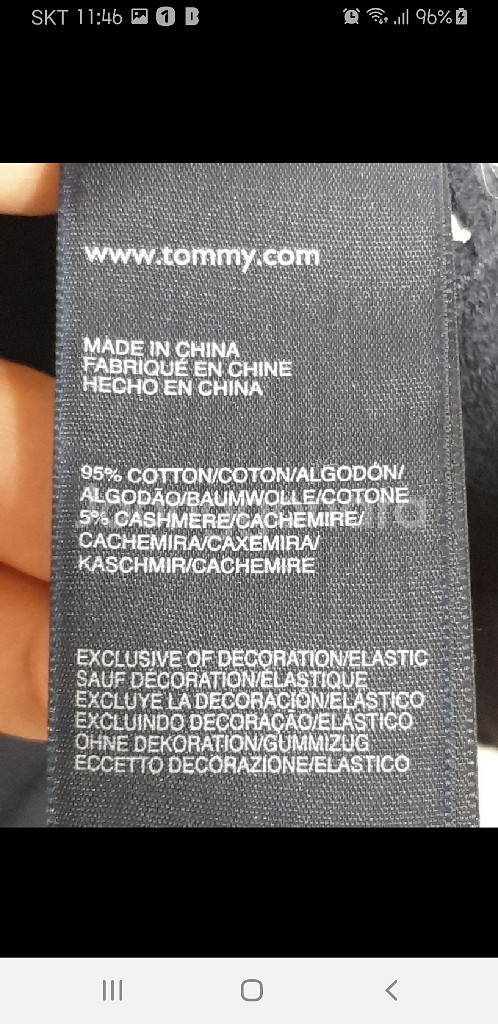 SKT 11:46
96%
www.tommy.com
MADE IN CHINA
FABRIQUÉ EN CHINE
HECHO EN CHINA
95% COTTON/COTON/ALGODÓN/
ALGODÃO/BAUMWOLLE/COTONE
5% CASHMERE/CACHEMIRE/
CACHEMIRA/CAXEMIRA/
KASCHMIR/CACHEMIRE
EXCLUSIVE OF DECORATION/ELASTIC
SAUF DÉCORATION/ÉLASTIQUE
EXCLUYE LA DECORACIÓN/ELÁSTICO
EXCLUINDO DECORAÇÃO/ELÁSTICO
OHNE DEKORATION/GUMMIZUG
ECCETTO DECORAZIONE/ELASTICO